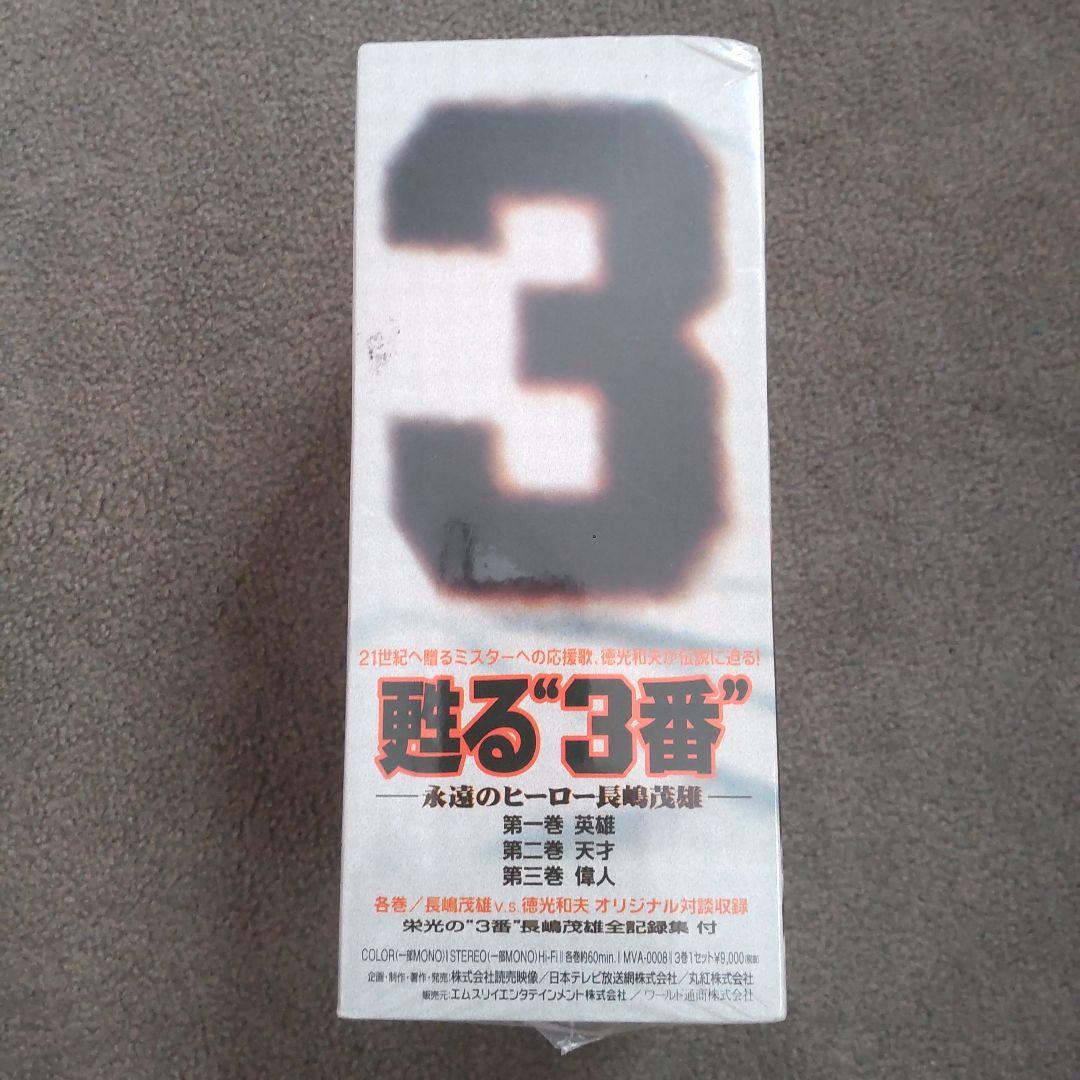 3
21世紀へ贈るミスターへの応援歌、徳光和夫が伝説に迫る!
甦る“3番”
永遠のヒーロー長嶋茂雄
第一巻 英雄
第二巻 天才
第三巻 偉人
各巻/長嶋茂雄v.s.徳光和夫 オリジナル対談収録
栄光の"3番"長嶋茂雄全記録集 付
COLOR(一部MONO) | STEREO(一部MONO)Hi-Fi || 各巻約60min. | MVA-0008 || 3巻1セット¥9,000(税抜)
企画・制作・著作・発売:株式会社読売映像/日本テレビ放送網株式会社/丸紅株式会社
販売元:エムスリイエンタテインメント株式会社/ワールド通商株式会社